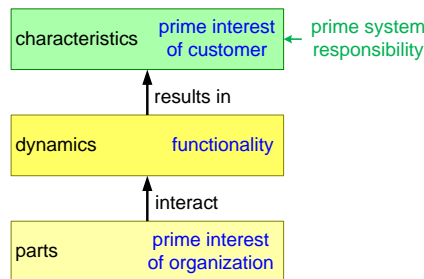 characteristics prime interest of customer
prime system responsibility
results in
dynamics functionality
interact
parts prime interest of organization